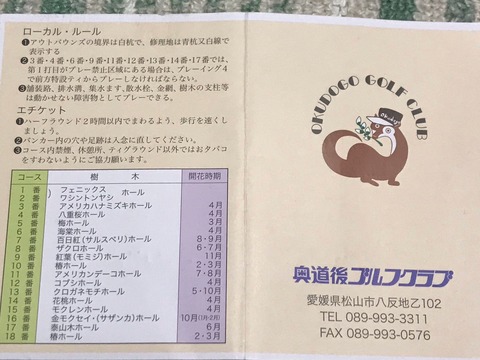 ローカル・ルール
❶アウトバウンズの境界は白杭で、修理地は青杭又白線で
表示する
❷3番・4番・6番・9番・11番・12番・13番・14番・17番では、
第1打目がプレー禁止区域にある場合は、プレーイング4
で前方特設ティからプレーしなければならない。
❸舗装路、排水溝、集水ます、散水栓、金網、樹木の支柱等
は動かせない障害物としてプレーできる。
エチケット
❶ハーフラウンド2時間以内でまわるよう、歩行を速くし
ましょう。
❷バンカー内の穴や足跡は入念に直してください。
❸コース内禁煙、休憩所、ティグラウンド以外ではおタバコ
をすわないようにご協力願います。
コース 樹木 開花時期
1番 フェニックス ホール
2番 ワシントンヤシ
3番 アメリカハナミズキホール 4月
4番 八重桜ホール 4月
5番 梅ホール 3月
6番 海棠ホール 4月
7番 百日紅(サルスベリ)ホール 8・9月
8番 ザクロホール 6・7月
9番 紅葉(モミジ)ホール 11月
10番 椿ホール 2・3月
11番 アメリカンデーコホール 7・8月
12番 コブシホール 4月
13番 クロガネモチホール 5・10月
14番 花桃ホール 4月
15番 モクレンホール 4月
16番 金モクセイ・(サザンカ)ホール 10月(1月・2月)
17番 泰山木ホール 6月
18番 椿ホール 2・3月
OKUDOGO GOLF CLUB
Okudogo
奥道後ゴルフクラブ
愛媛県松山市八反地乙102
TEL 089-993-3311
FAX 089-993-0576